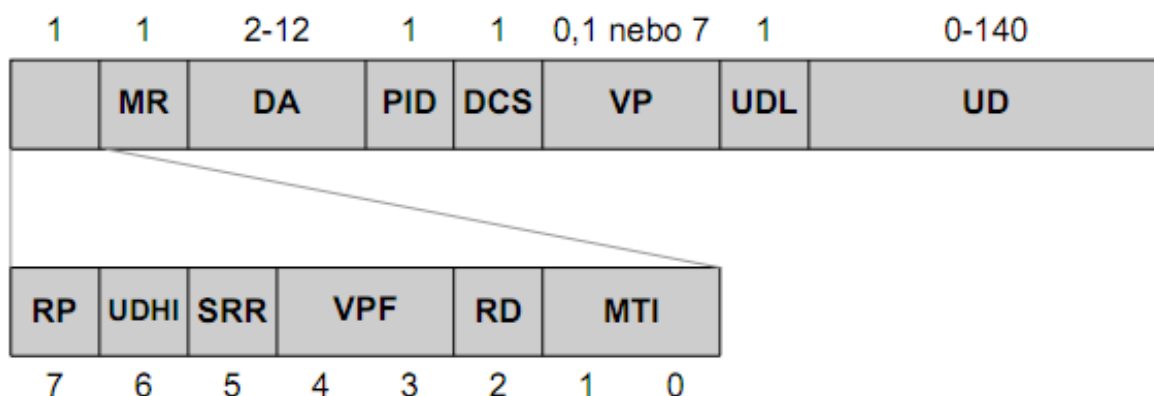 1 1 2-12 1 1 0,1 nebo 7 1 0-140
MR DA PID DCS VP UDL UD
RP UDHI SRR VPF RD MTI
7 6 5 4 3 2 1 0